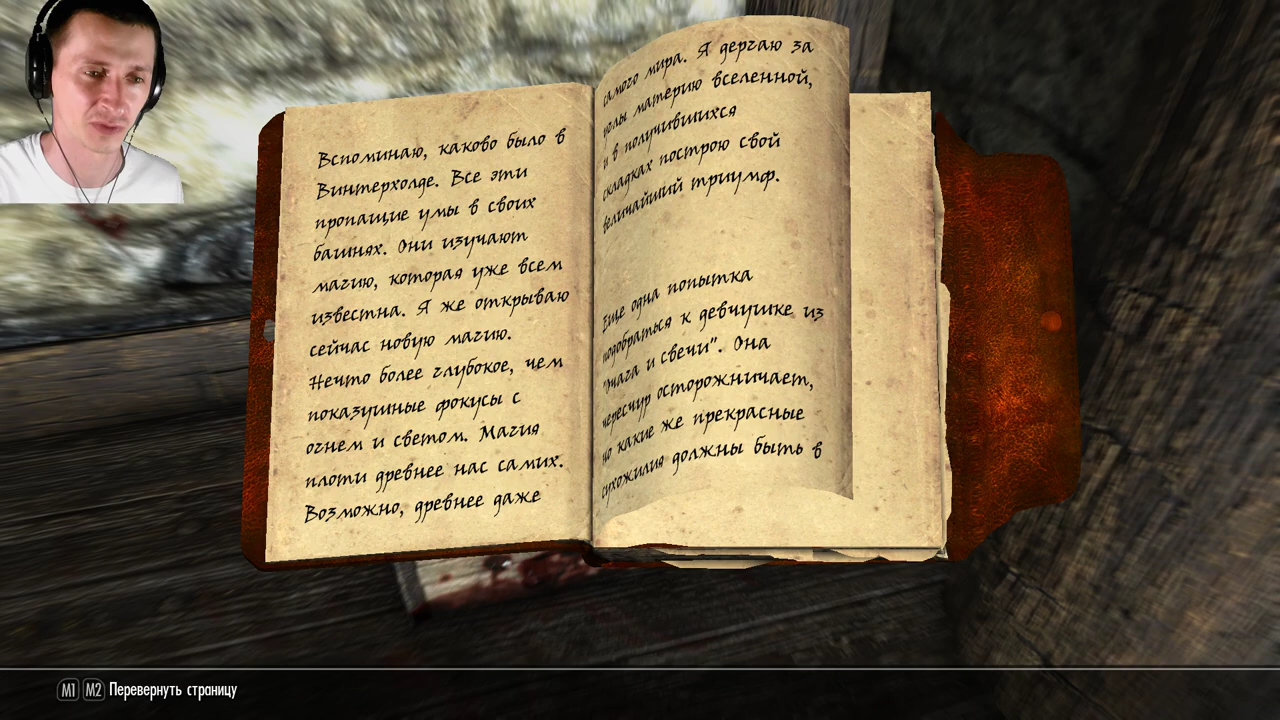 Вспоминаю, каково было в
Винтерхолде. Все эти
пропащие умы в своих
башнях. Они изучают
магию, которая уже всем
известна. Я же открываю
сейчас новую магию.
Нечто более глубокое, чем
показушные фокусы с
огнем и светом. Магия
плоти древнее нас самих.
Возможно, древнее даже
самого мира. Я дергаю за
углы материю вселенной,
и в получившихся
складках построю свой
величайший триумф.
Еще одна попытка
подобраться к девчушке из
"Очага и свечи". Она
чересчур осторожничает,
но какие же прекрасные
сухожилия должны быть в
M1 M2 Перевернуть страницу